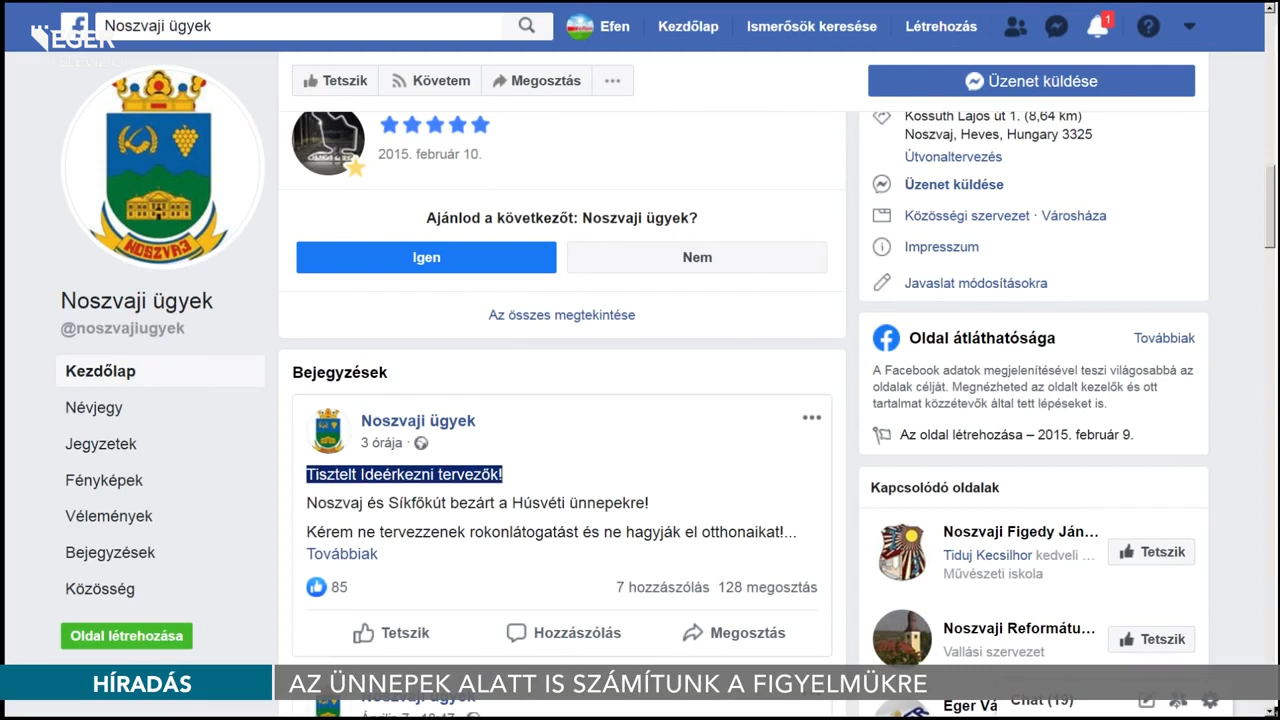 Noszvaji ügyek
Efen
Kezdőlap
Ismerősök keresése
Létrehozás
1
EGER
Tetszik
Követem
Megosztás
Üzenet küldése
NOSZVAJ
Noszvaji ügyek
@noszvajiugyek
Kezdőlap
Névjegy
Jegyzetek
Fényképek
Vélemények
Bejegyzések
Közösség
Oldal létrehozása
2015. február 10.
Ajánlod a következőt: Noszvaji ügyek?
Igen
Nem
Az összes megtekintése
Bejegyzések
Noszvaji ügyek
3 órája ·
Tisztelt Ideérkezni tervezők!
Noszvaj és Síkfőkút bezárt a Húsvéti ünnepekre!
Kérem ne tervezzenek rokonlátogatást és ne hagyják el otthonaikat!...
Továbbiak
85
7 hozzászólás 128 megosztás
Tetszik
Hozzászólás
Megosztás
Kossuth Lajos út 1. (8,64 km)
Noszvaj, Heves, Hungary 3325
Útvonaltervezés
Üzenet küldése
Közösségi szervezet · Városháza
Impresszum
Javaslat módosításokra
Oldal átláthatósága
Továbbiak
A Facebook adatok megjelenítésével teszi világosabbá az
oldalak célját. Megnézheted az oldalt kezelők és ott
tartalmat közzétevők által tett lépéseket is.
Az oldal létrehozása – 2015. február 9.
Kapcsolódó oldalak
Noszvaji Figedy Ján...
Tiduj Kecsilhor kedveli ...
Művészeti iskola
Tetszik
Noszvaji Reformátu...
Vallási szervezet
Tetszik
Eger Vá
Chat (19)
Noszvaji ügyek
HÍRADÁS
AZ ÜNNEPEK ALATT IS SZÁMÍTUNK A FIGYELMÜKRE